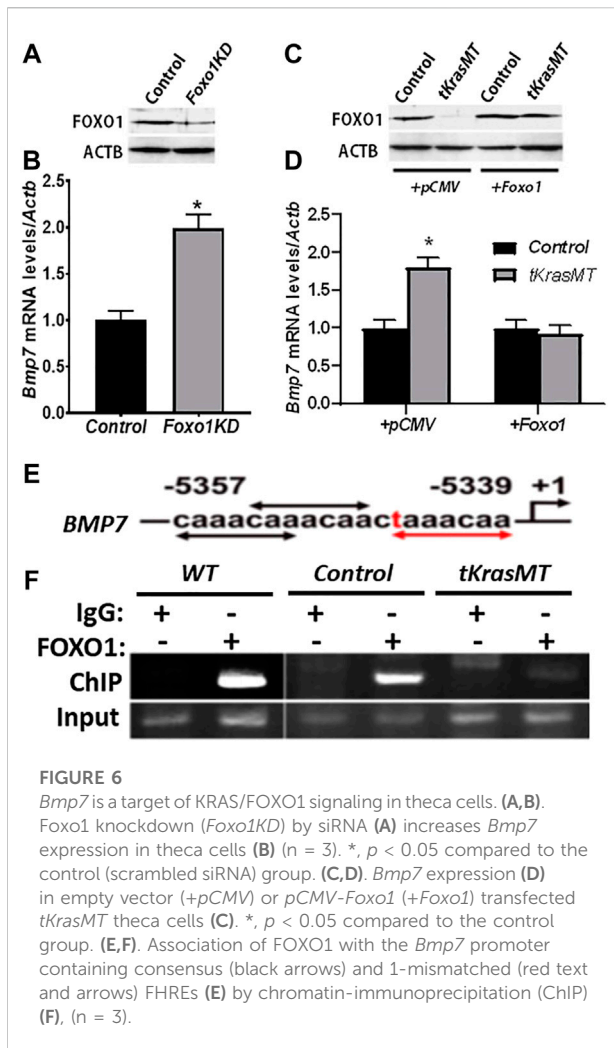 A
Control Foxo1KD
FOXO1
ACTB
B
Bmp7 mRNA levels/Actb
2.5
2.0
1.5
1.0
0.5
0.0
*
Control Foxo1KD
C
Control tKrasMT Control tKrasMT
FOXO1
ACTB
+pCMV +Foxo1
D
Bmp7 mRNA levels/Actb
2.5
2.0
1.5
1.0
0.5
0.0
*
Control
tKrasMT
+pCMV +Foxo1
E
-5357 -5339 +1
BMP7 caaacaaacaactaaacaa
F
WT Control tKrasMT
IgG: + - + - + -
FOXO1: - + - + - +
ChIP
Input
FIGURE 6
Bmp7 is a target of KRAS/FOXO1 signaling in theca cells. (A,B).
Foxo1 knockdown (Foxo1KD) by siRNA (A) increases Bmp7
expression in theca cells (B) (n = 3). *, p < 0.05 compared to the
control (scrambled siRNA) group. (C,D). Bmp7 expression (D)
in empty vector (+pCMV) or pCMV-Foxo1 (+Foxo1) transfected
tKrasMT theca cells (C). *, p < 0.05 compared to the control
group. (E,F). Association of FOXO1 with the Bmp7 promoter
containing consensus (black arrows) and 1-mismatched (red text
and arrows) FHREs (E) by chromatin-immunoprecipitation (ChIP)
(F), (n = 3).